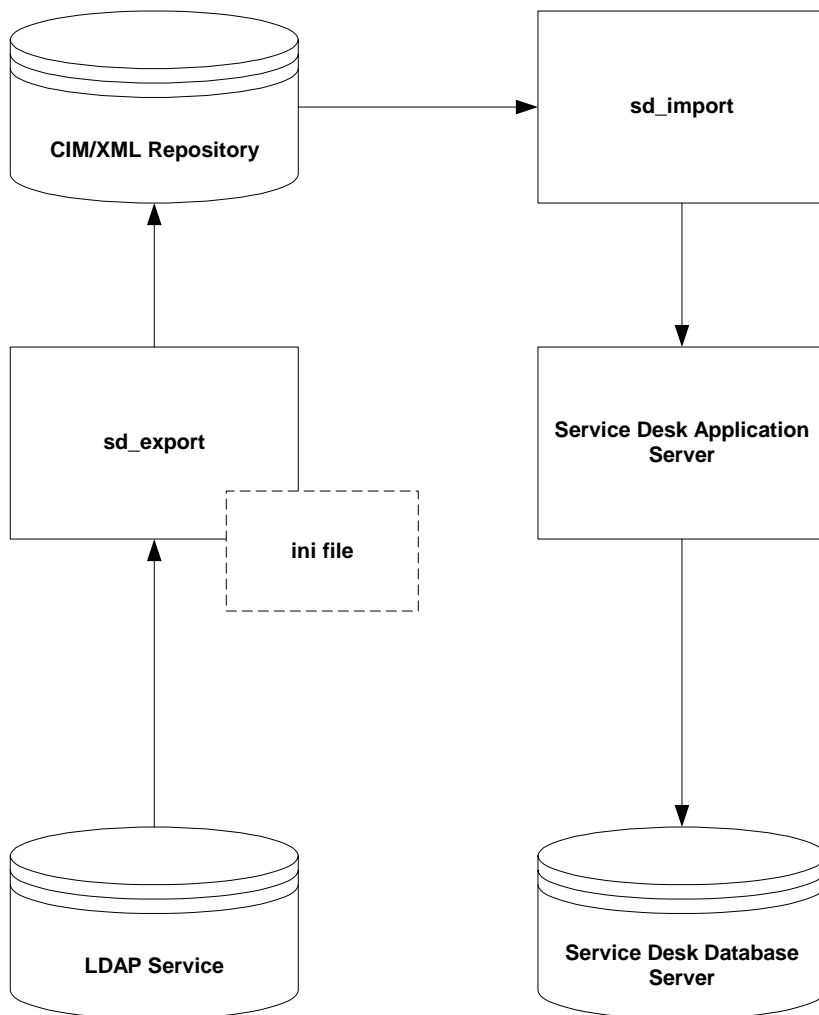 CIM/XML Repository
sd_import
sd_export
Service Desk Application
Server
ini file
LDAP Service
Service Desk Database
Server